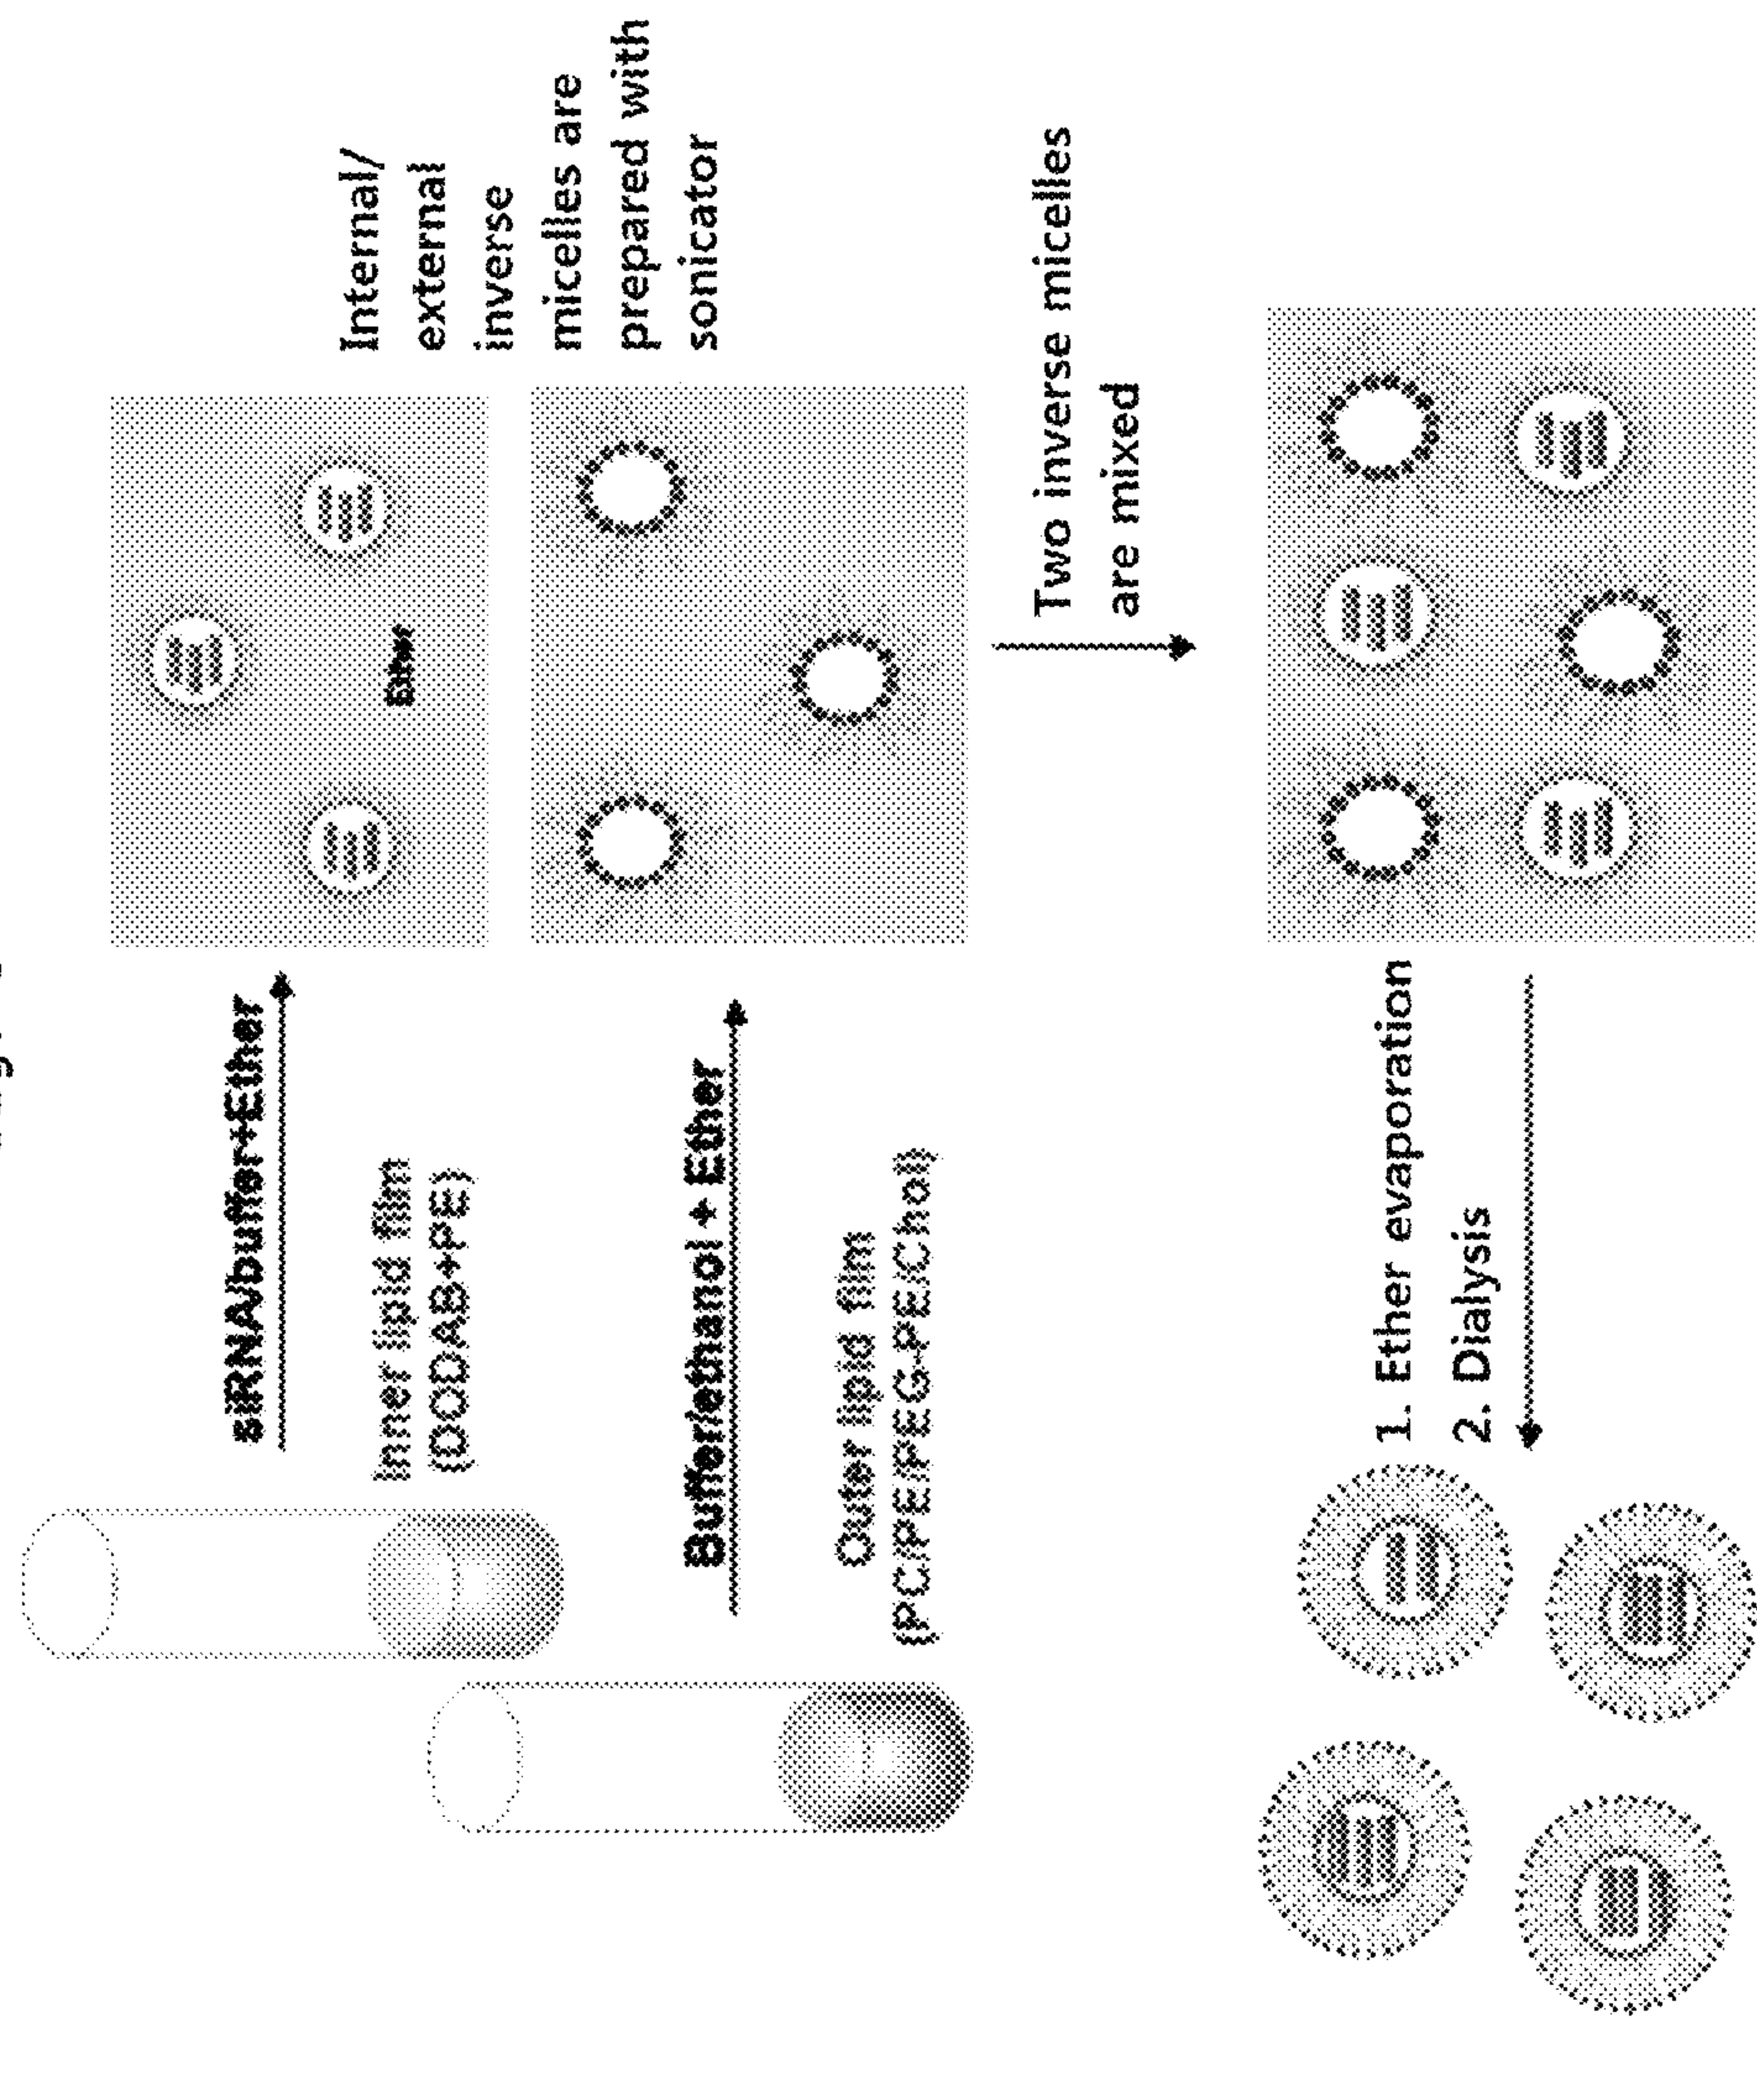 siRNA/buffer+Ether
Inner lipid film
(DODAB+PE)
Ether
Internal/
external
inverse
micelles are
prepared with
sonicator
Buffer/ethanol + Ether
Outer lipid film
(PC/PE/PEG-PE/Chol)
Two inverse micelles
are mixed
1. Ether evaporation
2. Dialysis